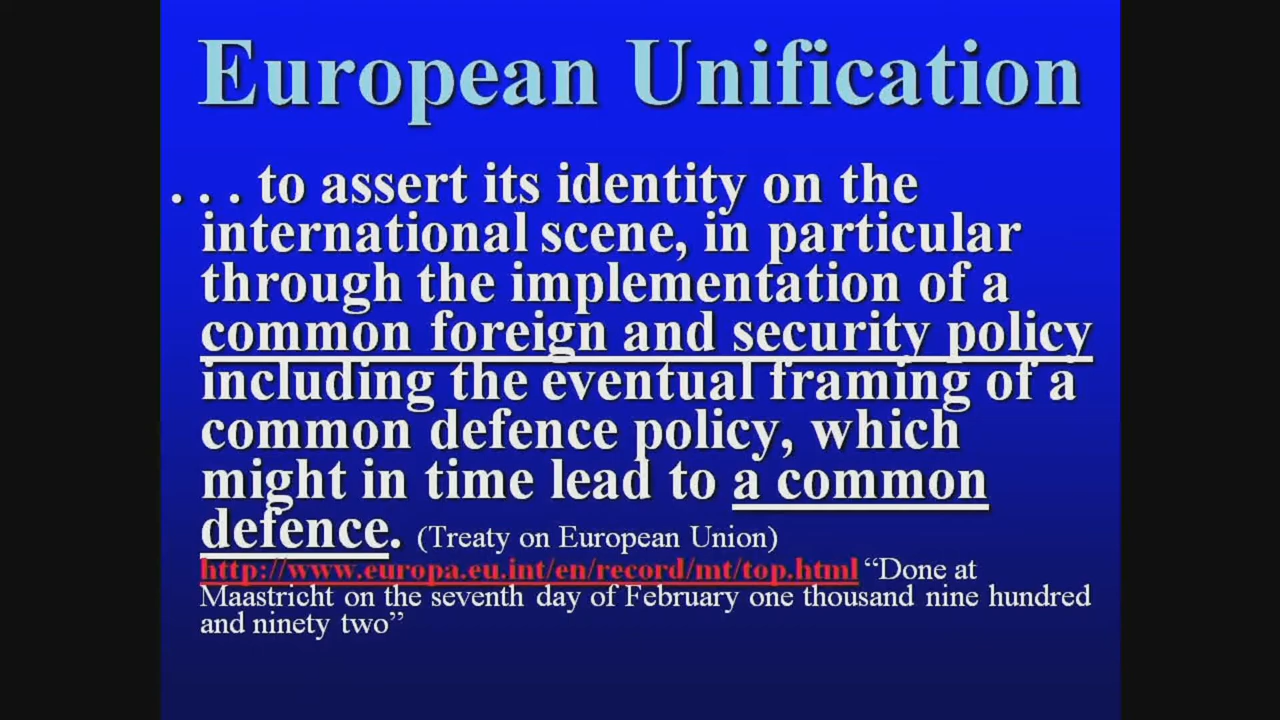 European Unification
. . . to assert its identity on the
international scene, in particular
through the implementation of a
common foreign and security policy
including the eventual framing of a
common defence policy, which
might in time lead to a common
defence. (Treaty on European Union)
http://www.europa.eu.int/en/record/mt/top.html “Done at
Maastricht on the seventh day of February one thousand nine hundred
and ninety two”